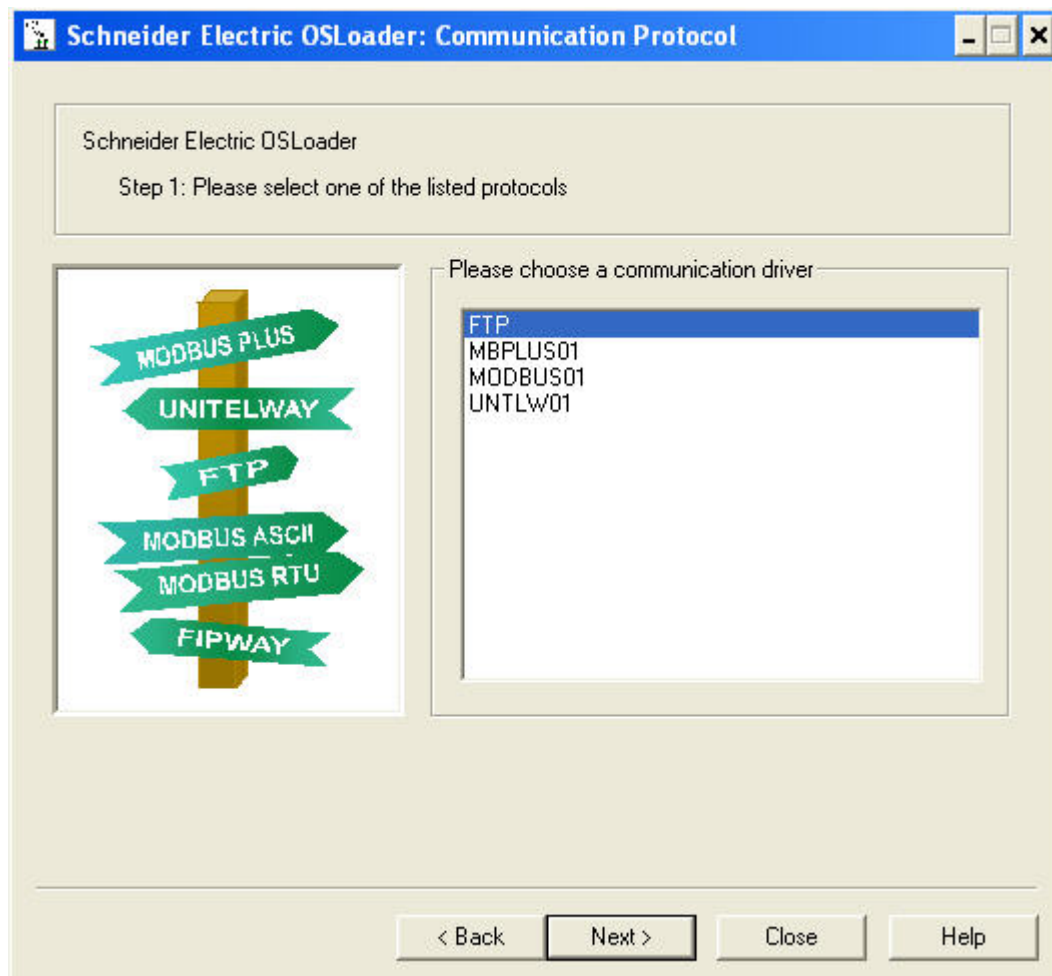 Schneider Electric OSLoader: Communication Protocol
Schneider Electric OSLoader
Step 1: Please select one of the listed protocols
MODBUS PLUS
UNITELWAY
FTP
MODBUS ASCII
MODBUS RTU
FIPWAY
Please choose a communication driver
FTP
MBPLUS01
MODBUS01
UNTLW01
< Back
Next >
Close
Help